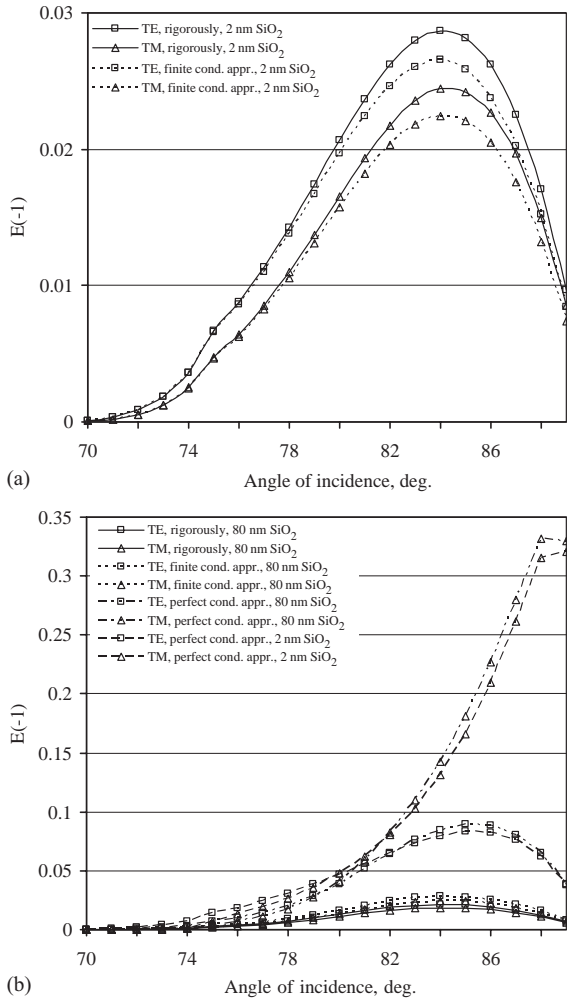 TE, rigorously, 2 nm SiO2
TM, rigorously, 2 nm SiO2
TE, finite cond. appr., 2 nm SiO2
TM, finite cond. appr., 2 nm SiO2
0.03
0.02
0.01
0
E(-1)
70 74 78 82 86
Angle of incidence, deg.
(a)
0.35
0.3
0.25
0.2
0.15
0.1
0.05
0
E(-1)
TE, rigorously, 80 nm SiO2
TM, rigorously, 80 nm SiO2
TE, finite cond. appr., 80 nm SiO2
TM, finite cond. appr., 80 nm SiO2
TE, perfect cond. appr., 80 nm SiO2
TM, perfect cond. appr., 80 nm SiO2
TE, perfect cond. appr., 2 nm SiO2
TM, perfect cond. appr., 2 nm SiO2
70 74 78 82 86
Angle of incidence, deg.
(b)